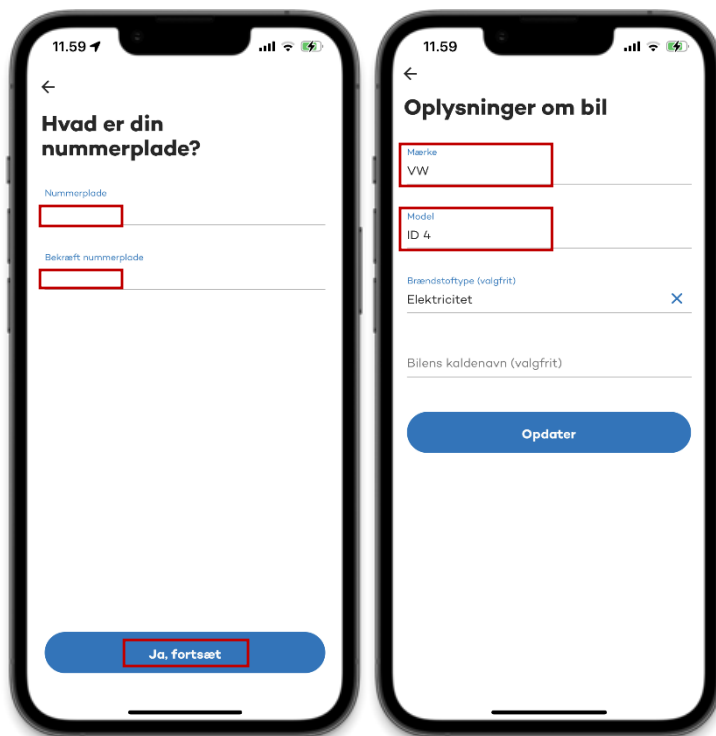 11.59
Hvad er din
nummerplade?
Nummerplade
Bekræft nummerplade
Ja, fortsæt
11.59
Oplysninger om bil
Mærke
VW
Model
ID 4
Brændstoftype (valgfrit)
Elektricitet
Bilens kaldenavn (valgfrit)
Opdater